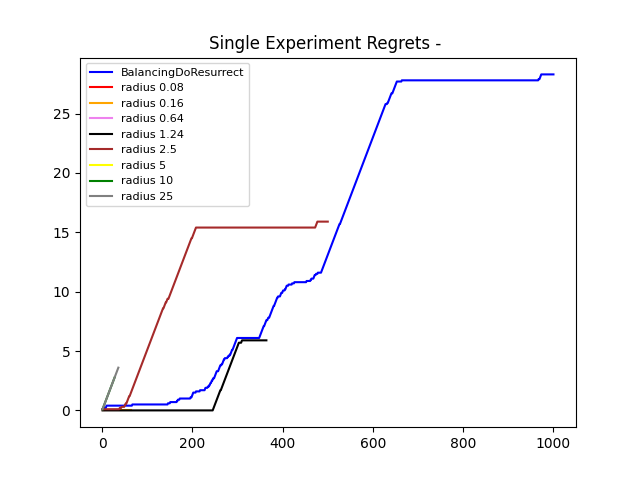 Single Experiment Regrets -
BalancingDoResurrect
radius 0.08
radius 0.16
radius 0.64
radius 1.24
radius 2.5
radius 5
radius 10
radius 25
25
20
15
10
5
0
0 200 400 600 800 1000